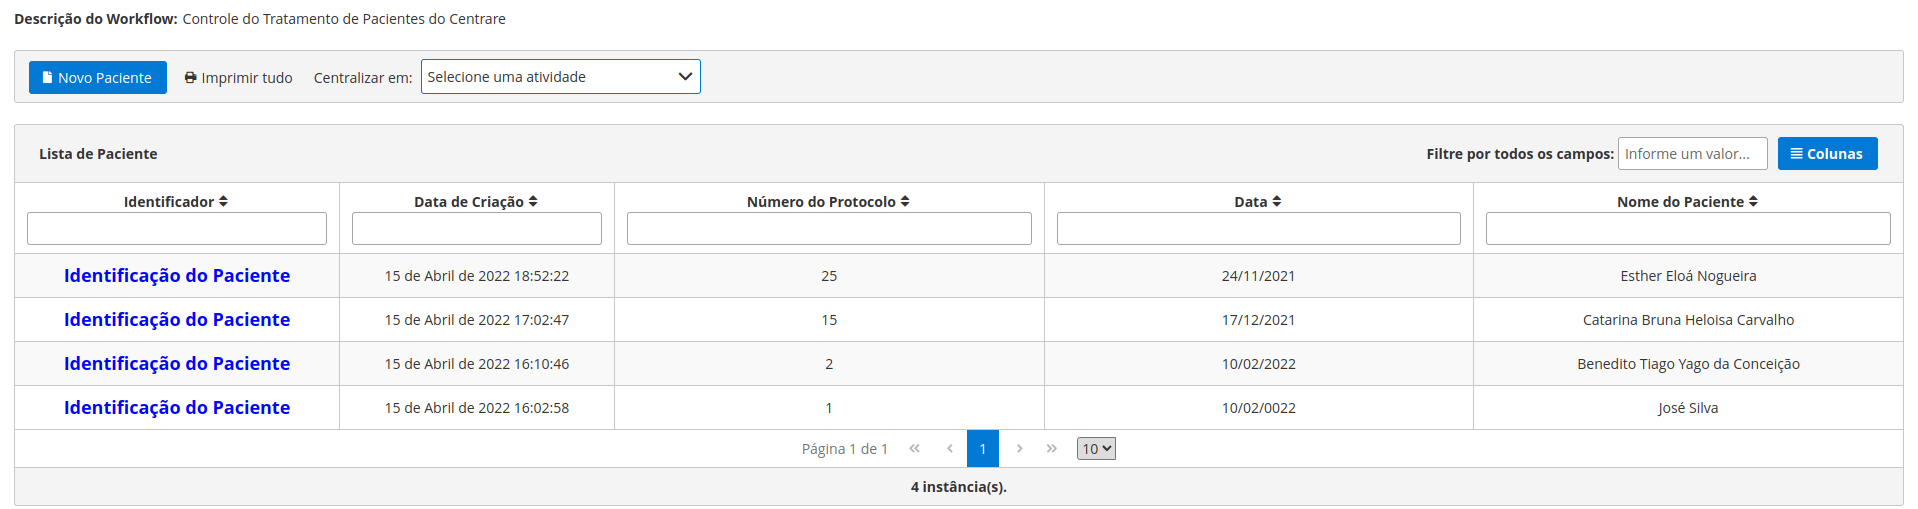 Descrição do Workflow: Controle do Tratamento de Pacientes do Centrare
Novo Paciente Imprimir tudo Centralizar em: Selecione uma atividade
Lista de Paciente Filtre por todos os campos: Informe um valor... Colunas
Identificador Data de Criação Número do Protocolo Data Nome do Paciente
Identificação do Paciente 15 de Abril de 2022 18:52:22 25 24/11/2021 Esther Eloá Nogueira
Identificação do Paciente 15 de Abril de 2022 17:02:47 15 17/12/2021 Catarina Bruna Heloisa Carvalho
Identificação do Paciente 15 de Abril de 2022 16:10:46 2 10/02/2022 Benedito Tiago Yago da Conceição
Identificação do Paciente 15 de Abril de 2022 16:02:58 1 10/02/0022 José Silva
Página 1 de 1 « ‹ 1 › » 10
4 instância(s).